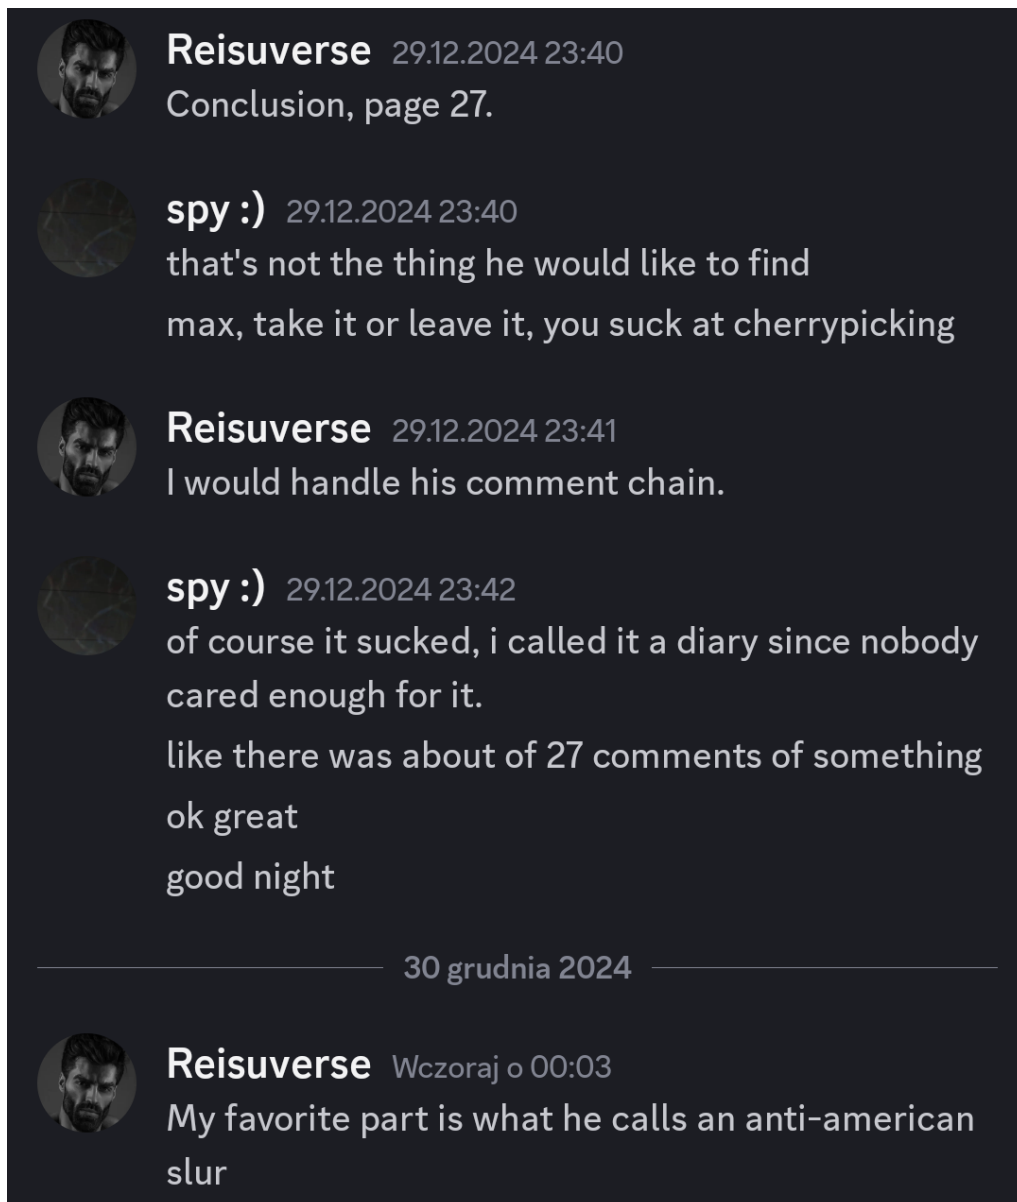 Reisuverse 29.12.2024 23:40
Conclusion, page 27.
spy :) 29.12.2024 23:40
that's not the thing he would like to find
max, take it or leave it, you suck at cherrypicking
Reisuverse 29.12.2024 23:41
I would handle his comment chain.
spy :) 29.12.2024 23:42
of course it sucked, i called it a diary since nobody
cared enough for it.
like there was about of 27 comments of something
ok great
good night
30 grudnia 2024
Reisuverse Wczoraj o 00:03
My favorite part is what he calls an anti-american
slur